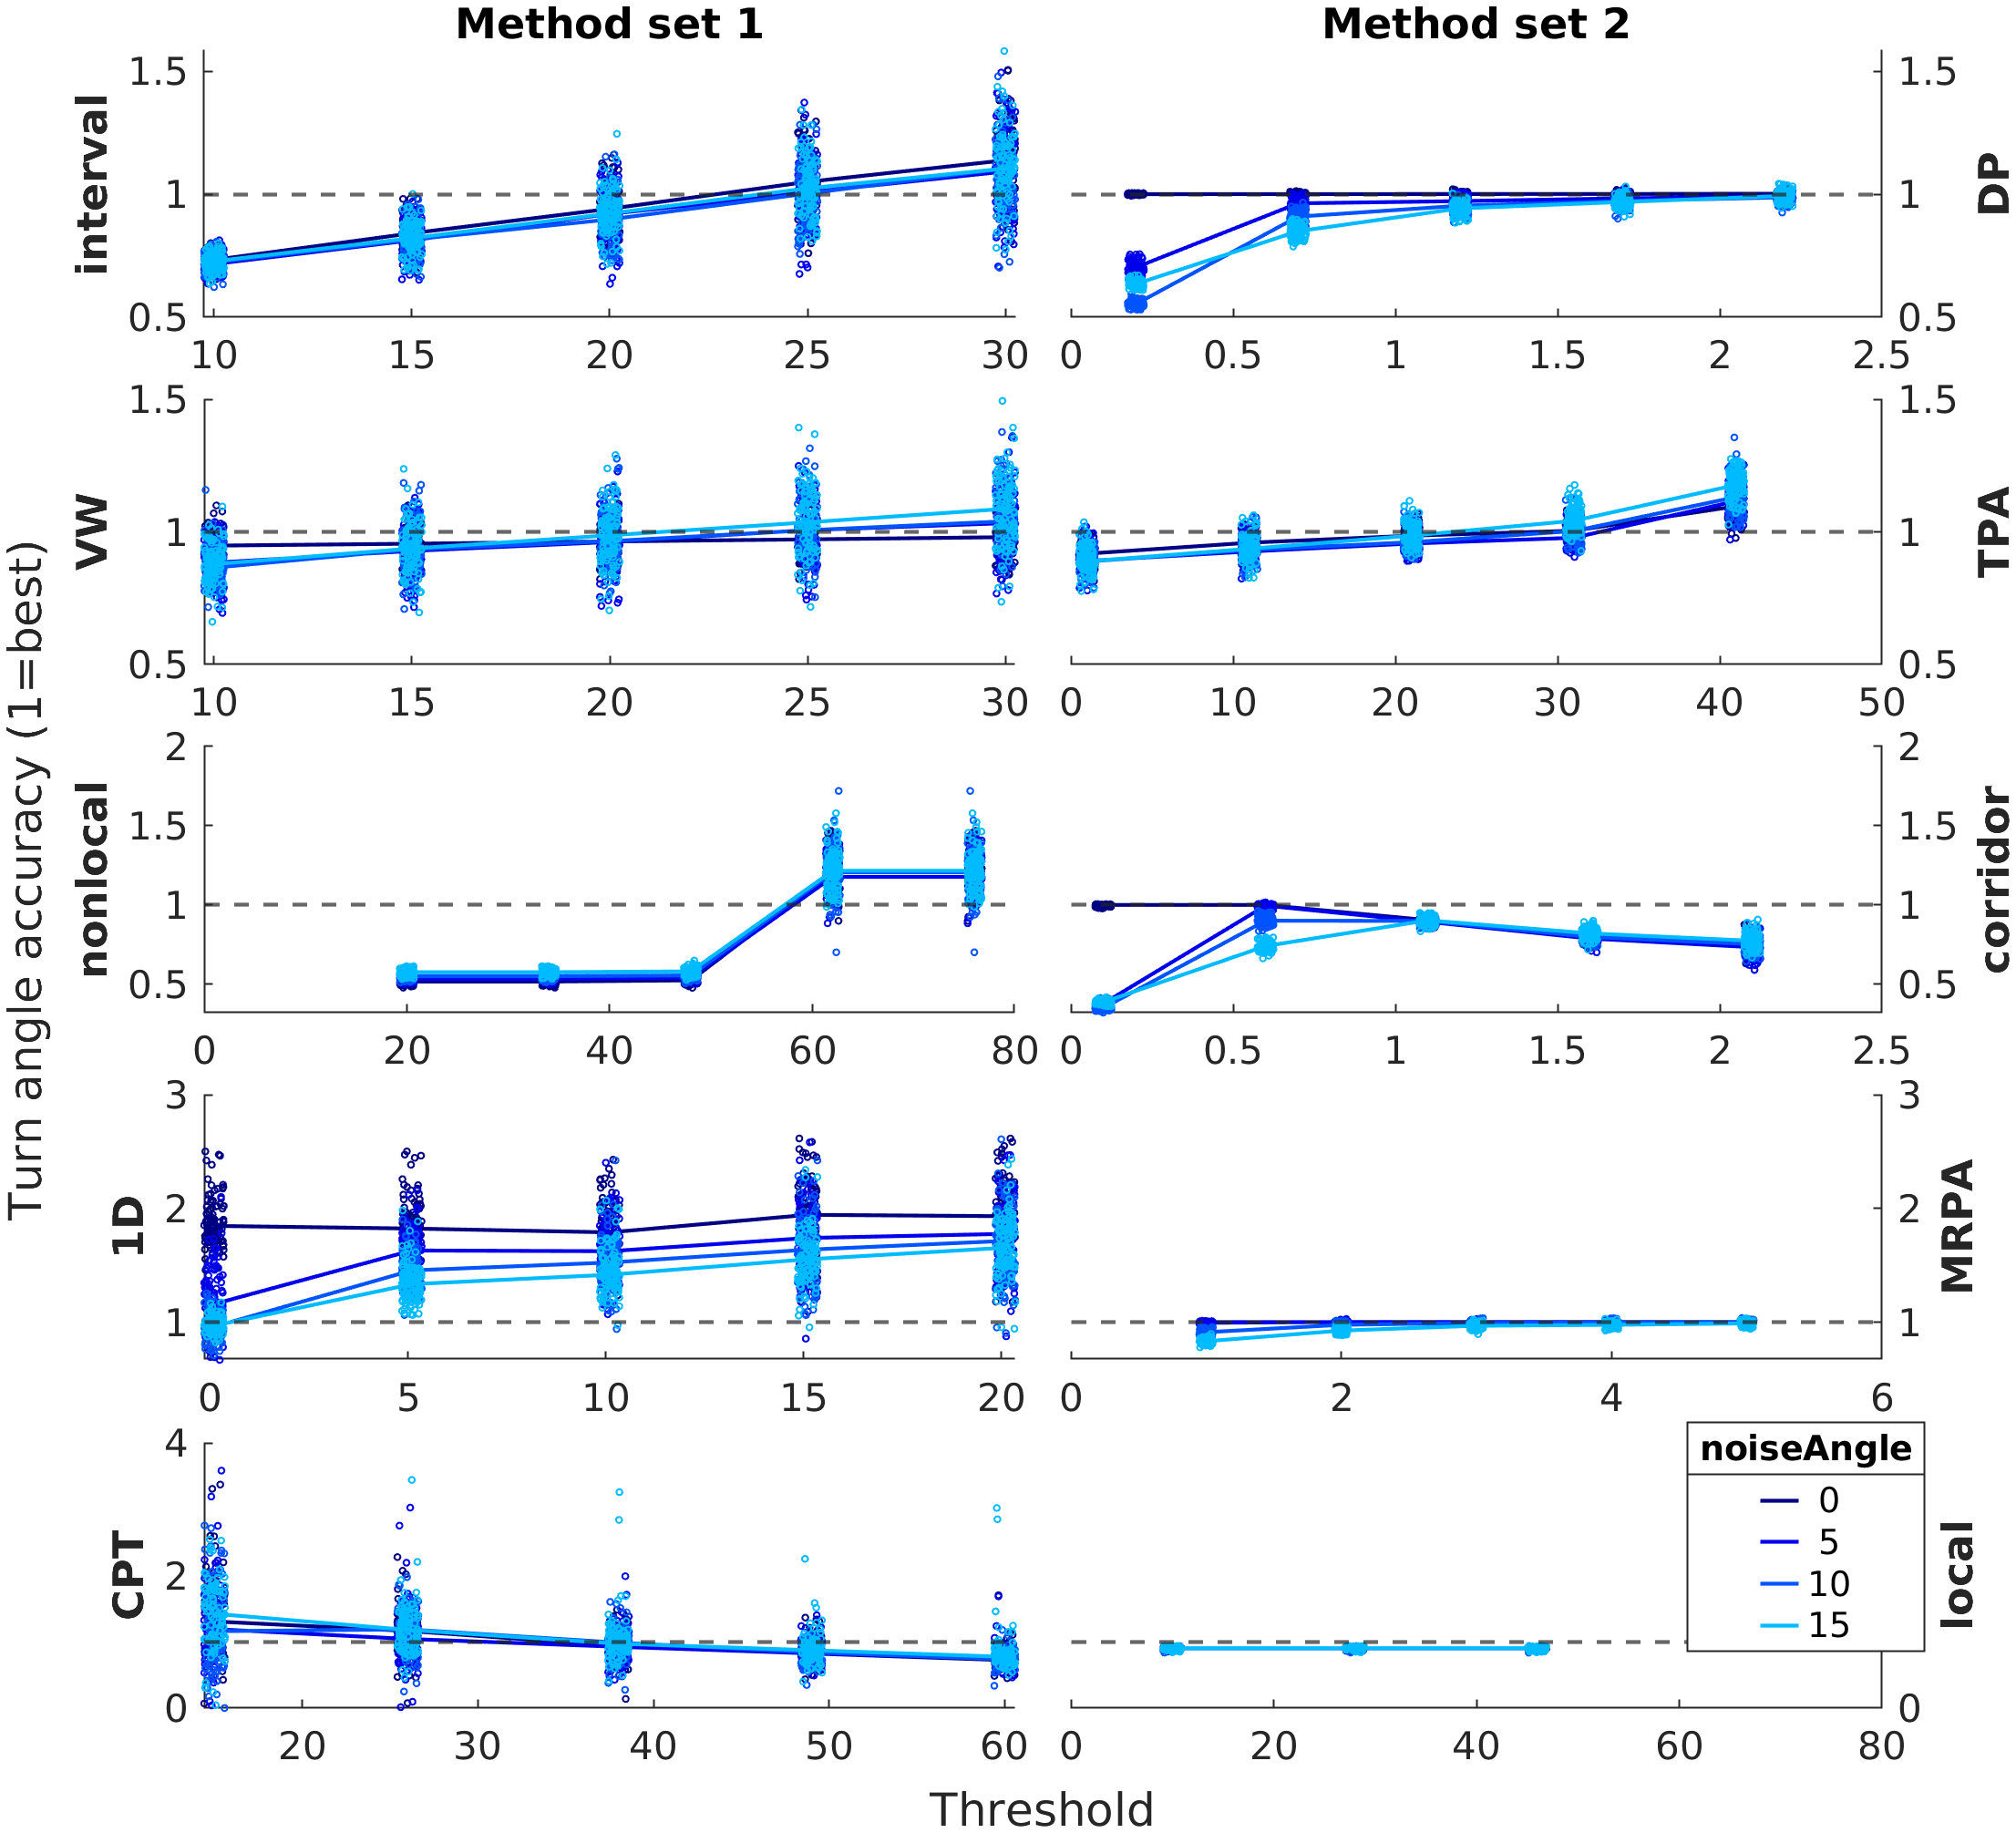 Method set 1 Method set 2
Turn angle accuracy (1=best)
interval
1.5
1
0.5
10 15 20 25 30
DP
1.5
1
0.5
0 0.5 1 1.5 2 2.5
VW
1.5
1
0.5
10 15 20 25 30
TPA
1.5
1
0.5
0 10 20 30 40 50
nonlocal
2
1.5
1
0.5
0 20 40 60 80
corridor
2
1.5
1
0.5
0 0.5 1 1.5 2 2.5
1D
3
2
1
0 5 10 15 20
MRPA
3
2
1
0 2 4 6
CPT
4
2
0
20 30 40 50 60
local
0
0 20 40 60 80
noiseAngle
0
5
10
15
Threshold